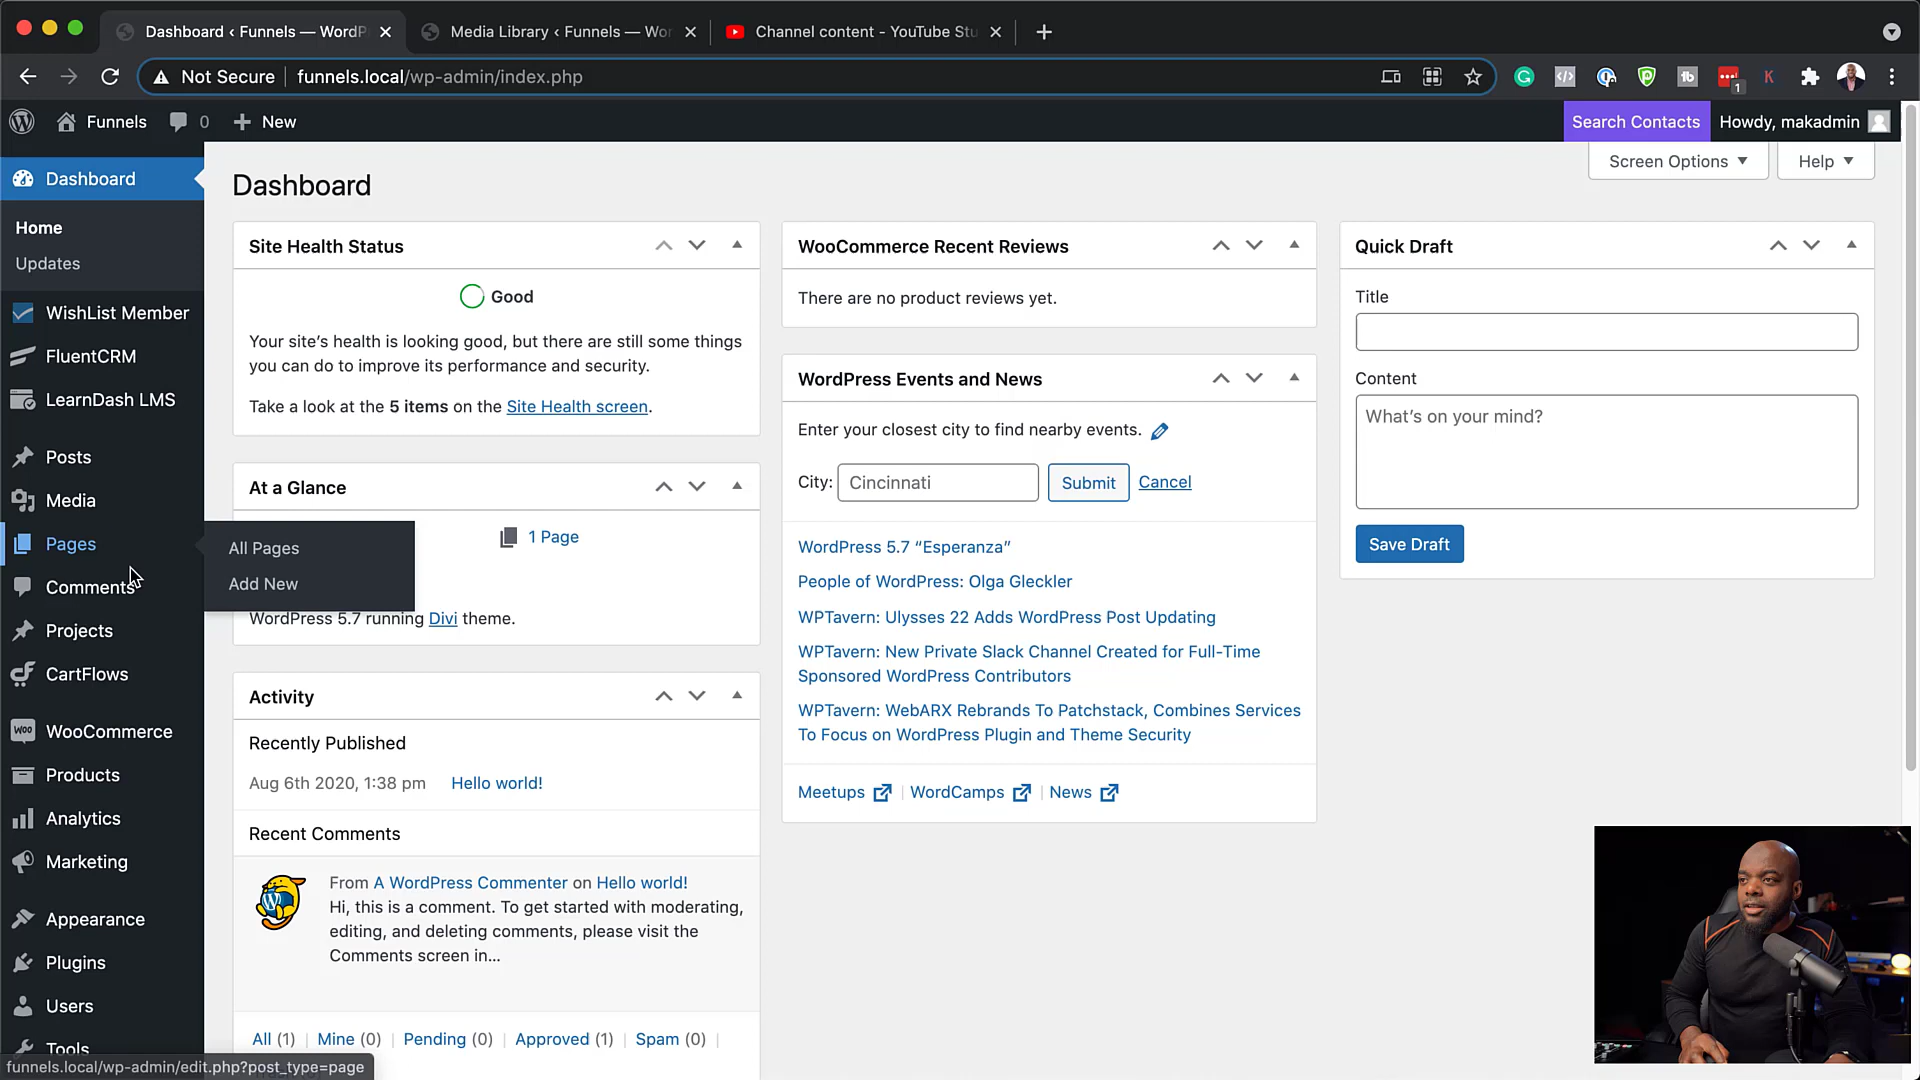 Dashboard ‹ Funnels — WordP
Media Library ‹ Funnels — Wor
Channel content - YouTube Stu
Not Secure
funnels.local/wp-admin/index.php
1
Funnels
0
New
Search Contacts
Howdy, makadmin
Screen Options
Help
Dashboard
Home
Updates
WishList Member
FluentCRM
LearnDash LMS
Posts
Media
Pages
All Pages
Add New
Comments
Projects
CartFlows
WooCommerce
Products
Analytics
Marketing
Appearance
Plugins
Users
Tools
funnels.local/wp-admin/edit.php?post_type=page
Dashboard
Site Health Status
Good
Your site’s health is looking good, but there are still some things
you can do to improve its performance and security.
Take a look at the 5 items on the Site Health screen.
At a Glance
1 Page
WordPress 5.7 running Divi theme.
Activity
Recently Published
Aug 6th 2020, 1:38 pm Hello world!
Recent Comments
From A WordPress Commenter on Hello world!
Hi, this is a comment. To get started with moderating,
editing, and deleting comments, please visit the
Comments screen in…
All (1) | Mine (0) | Pending (0) | Approved (1) | Spam (0) |
WooCommerce Recent Reviews
There are no product reviews yet.
WordPress Events and News
Enter your closest city to find nearby events.
City: Cincinnati Submit Cancel
WordPress 5.7 “Esperanza”
People of WordPress: Olga Gleckler
WPTavern: Ulysses 22 Adds WordPress Post Updating
WPTavern: New Private Slack Channel Created for Full-Time
Sponsored WordPress Contributors
WPTavern: WebARX Rebrands To Patchstack, Combines Services
To Focus on WordPress Plugin and Theme Security
Meetups | WordCamps | News
Quick Draft
Title
Content
What’s on your mind?
Save Draft